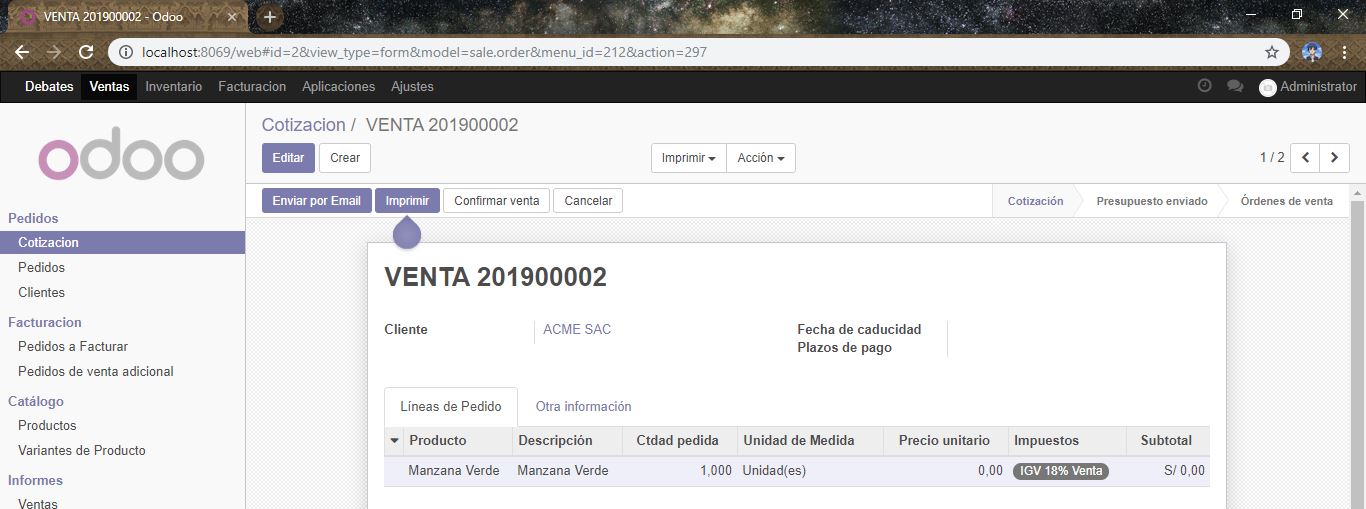 VENTA 201900002 - Odoo
localhost:8069/web#id=2&view_type=form&model=sale.order&menu_id=212&action=297
Debates Ventas Inventario Facturacion Aplicaciones Ajustes Administrator
odoo
Cotizacion / VENTA 201900002
Editar Crear Imprimir Acción 1 / 2
Enviar por Email Imprimir Confirmar venta Cancelar Cotización Presupuesto enviado Órdenes de venta
Pedidos
Cotizacion
Pedidos
Clientes
Facturacion
Pedidos a Facturar
Pedidos de venta adicional
Catálogo
Productos
Variantes de Producto
Informes
Ventas
VENTA 201900002
Cliente ACME SAC
Fecha de caducidad
Plazos de pago
Líneas de Pedido Otra información
Producto Descripción Ctdad pedida Unidad de Medida Precio unitario Impuestos Subtotal
Manzana Verde Manzana Verde 1,000 Unidad(es) 0,00 IGV 18% Venta S/ 0,00